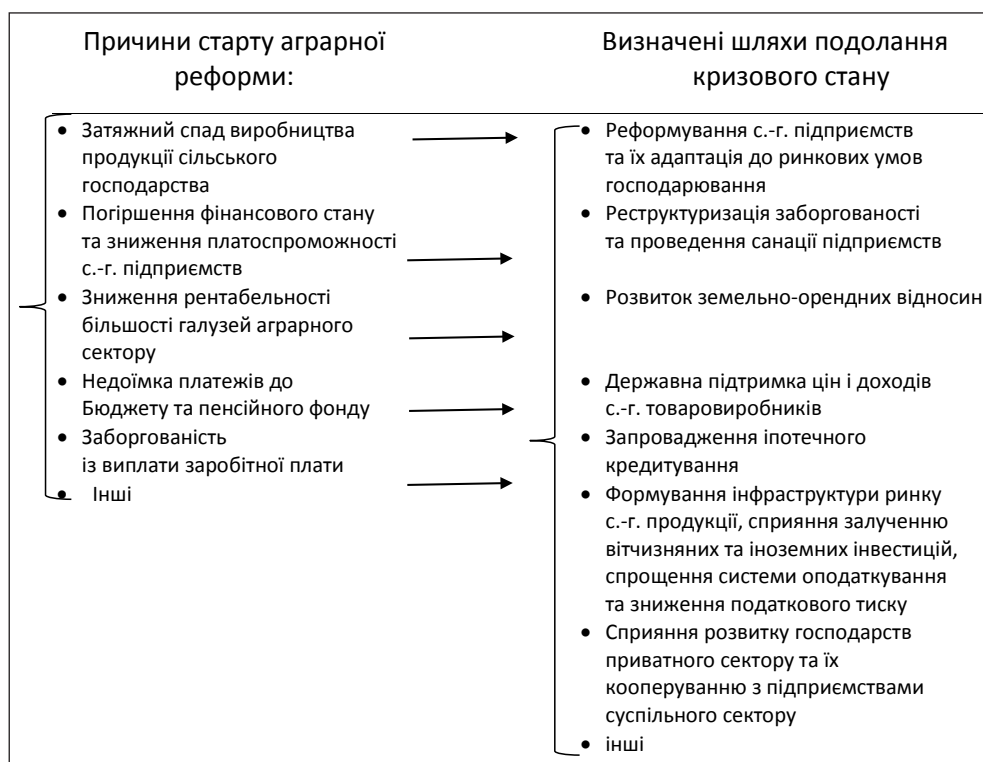 Причини старту аграрної
реформи:
Визначені шляхи подолання
кризового стану
• Затяжний спад виробництва
продукції сільського
господарства
• Погіршення фінансового стану
та зниження платоспроможності
с.-г. підприємств
• Зниження рентабельності
більшості галузей аграрного
сектору
• Недоїмка платежів до
Бюджету та пенсійного фонду
• Заборгованість
із виплати заробітної плати
• Інші
• Реформування с.-г. підприємств
та їх адаптація до ринкових умов
господарювання
• Реструктуризація заборгованості
та проведення санації підприємств
• Розвиток земельно-орендних відносин
• Державна підтримка цін і доходів
с.-г. товаровиробників
• Запровадження іпотечного
кредитування
• Формування інфраструктури ринку
с.-г. продукції, сприяння залученню
вітчизняних та іноземних інвестицій,
спрощення системи оподаткування
та зниження податкового тиску
• Сприяння розвитку господарств
приватного сектору та їх
кооперуванню з підприємствами
суспільного сектору
• інші